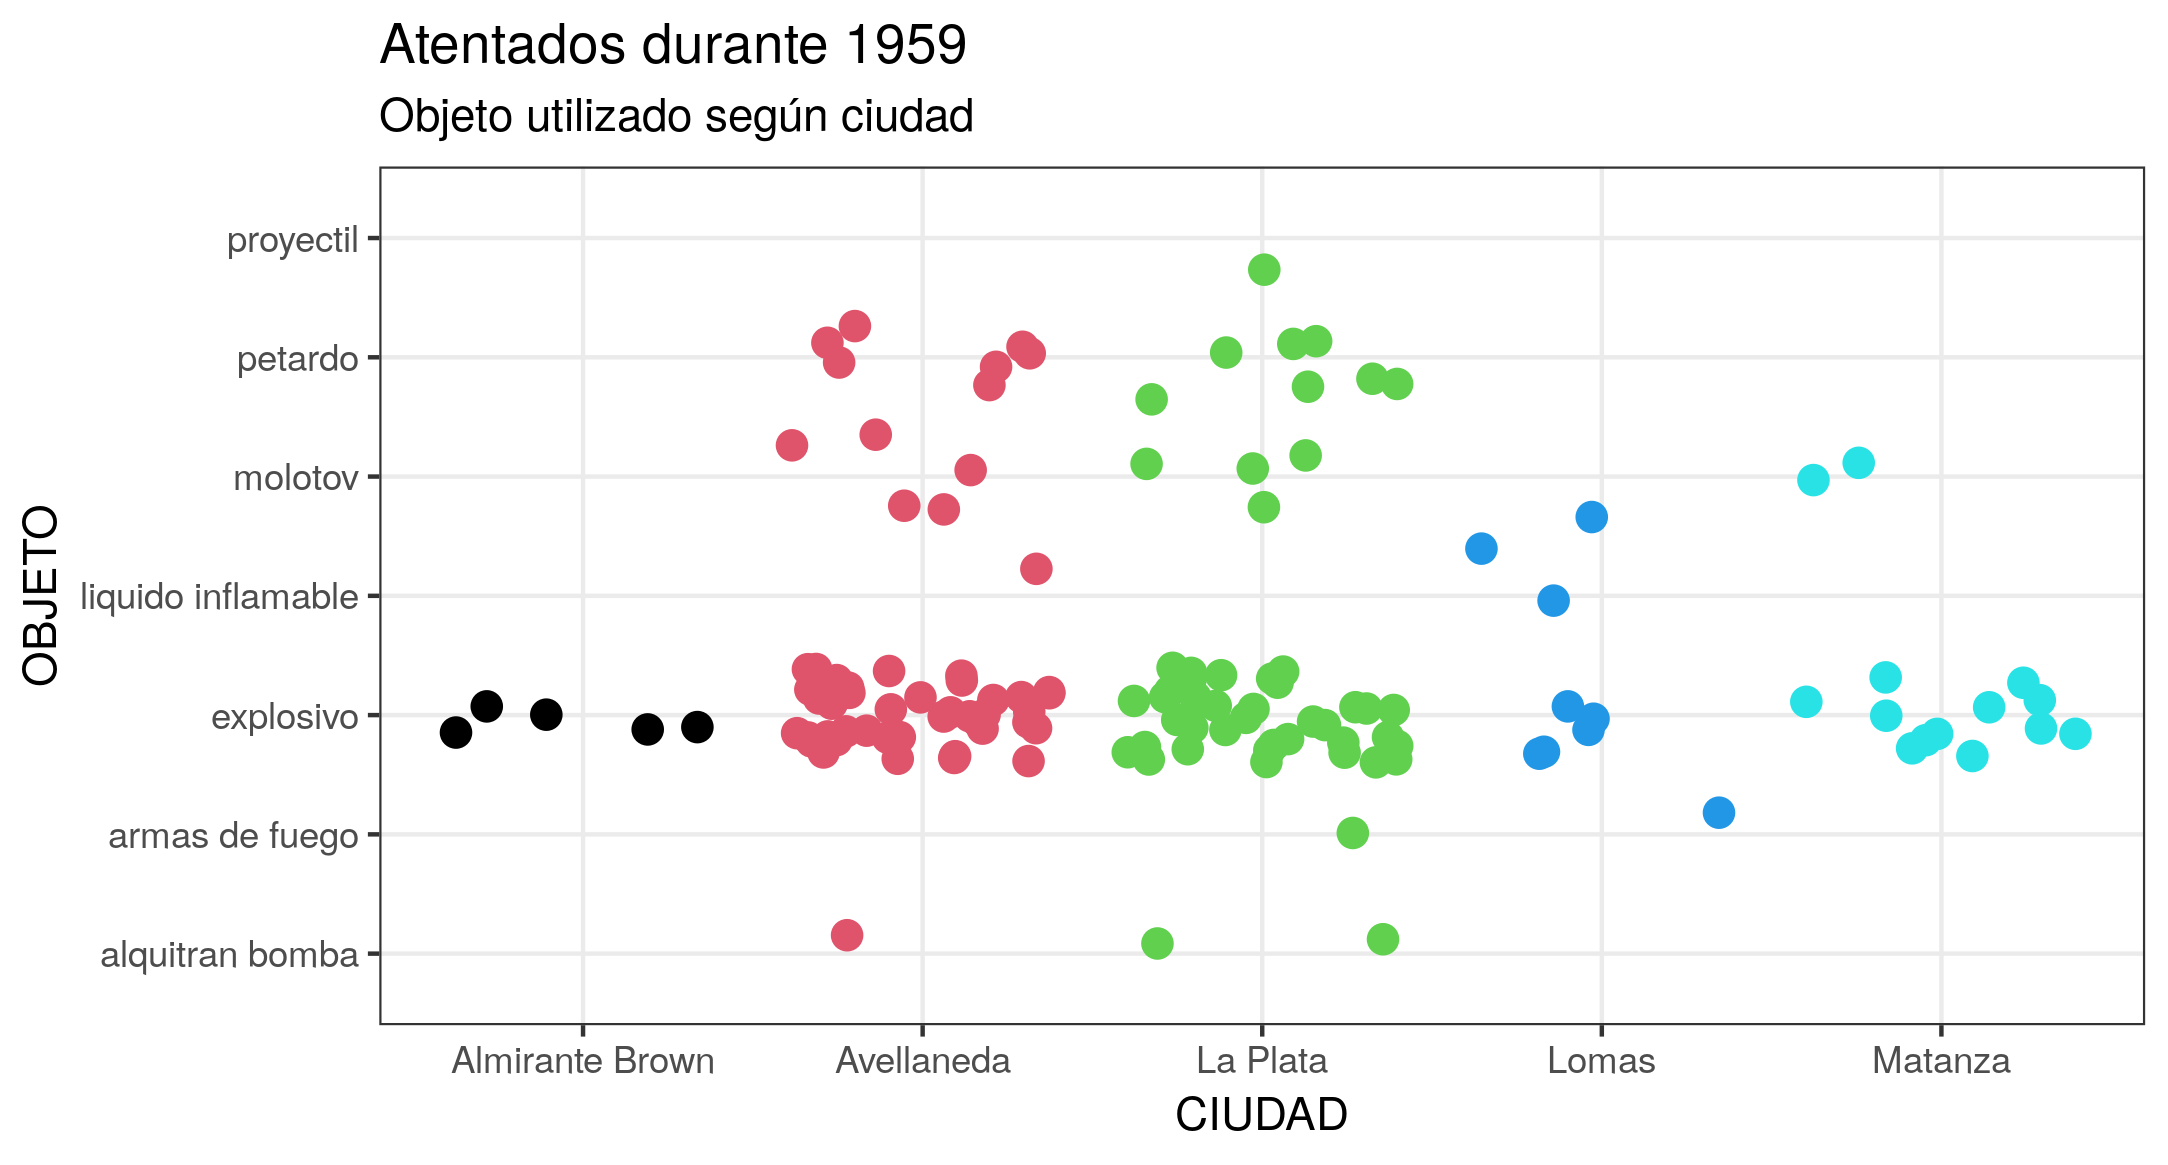 Atentados durante 1959
Objeto utilizado según ciudad
OBJETO
proyectil
petardo
molotov
liquido inflamable
explosivo
armas de fuego
alquitran bomba
Almirante Brown
Avellaneda
La Plata
Lomas
Matanza
CIUDAD